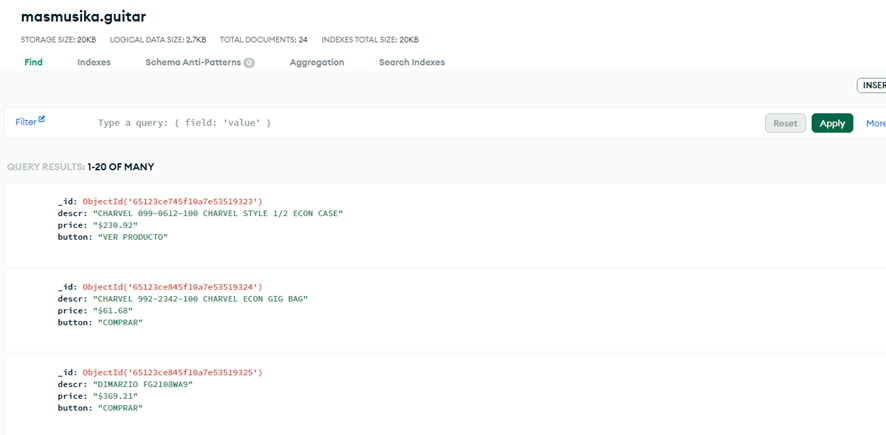 masmusika.guitar
STORAGE SIZE: 20KB LOGICAL DATA SIZE: 2.7KB TOTAL DOCUMENTS: 24 INDEXES TOTAL SIZE: 20KB
Find Indexes Schema Anti-Patterns 0 Aggregation Search Indexes
INSER
Filter Type a query: { field: 'value' } Reset Apply More
QUERY RESULTS: 1-20 OF MANY
_id: ObjectId('65123ce745f10a7e53519323')
descr: "CHARVEL 099-0612-100 CHARVEL STYLE 1/2 ECON CASE"
price: "$230.92"
button: "VER PRODUCTO"
_id: ObjectId('65123ce845f10a7e53519324')
descr: "CHARVEL 992-2342-100 CHARVEL ECON GIG BAG"
price: "$61.68"
button: "COMPRAR"
_id: ObjectId('65123ce845f10a7e53519325')
descr: "DIMARZIO FG2108WA9"
price: "$369.21"
button: "COMPRAR"